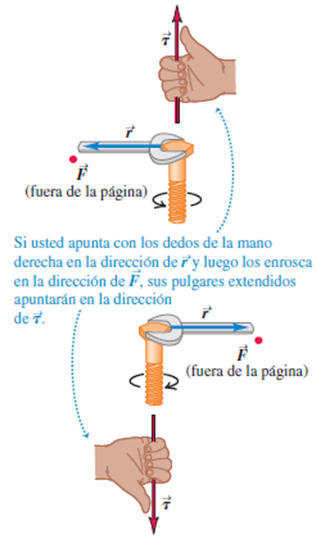 τ⃗
r⃗
F⃗
(fuera de la página)
Si usted apunta con los dedos de la mano
derecha en la dirección de r⃗ y luego los enrosca
en la dirección de F⃗, sus pulgares extendidos
apuntarán en la dirección
de τ⃗.
r⃗
F⃗
(fuera de la página)
τ⃗